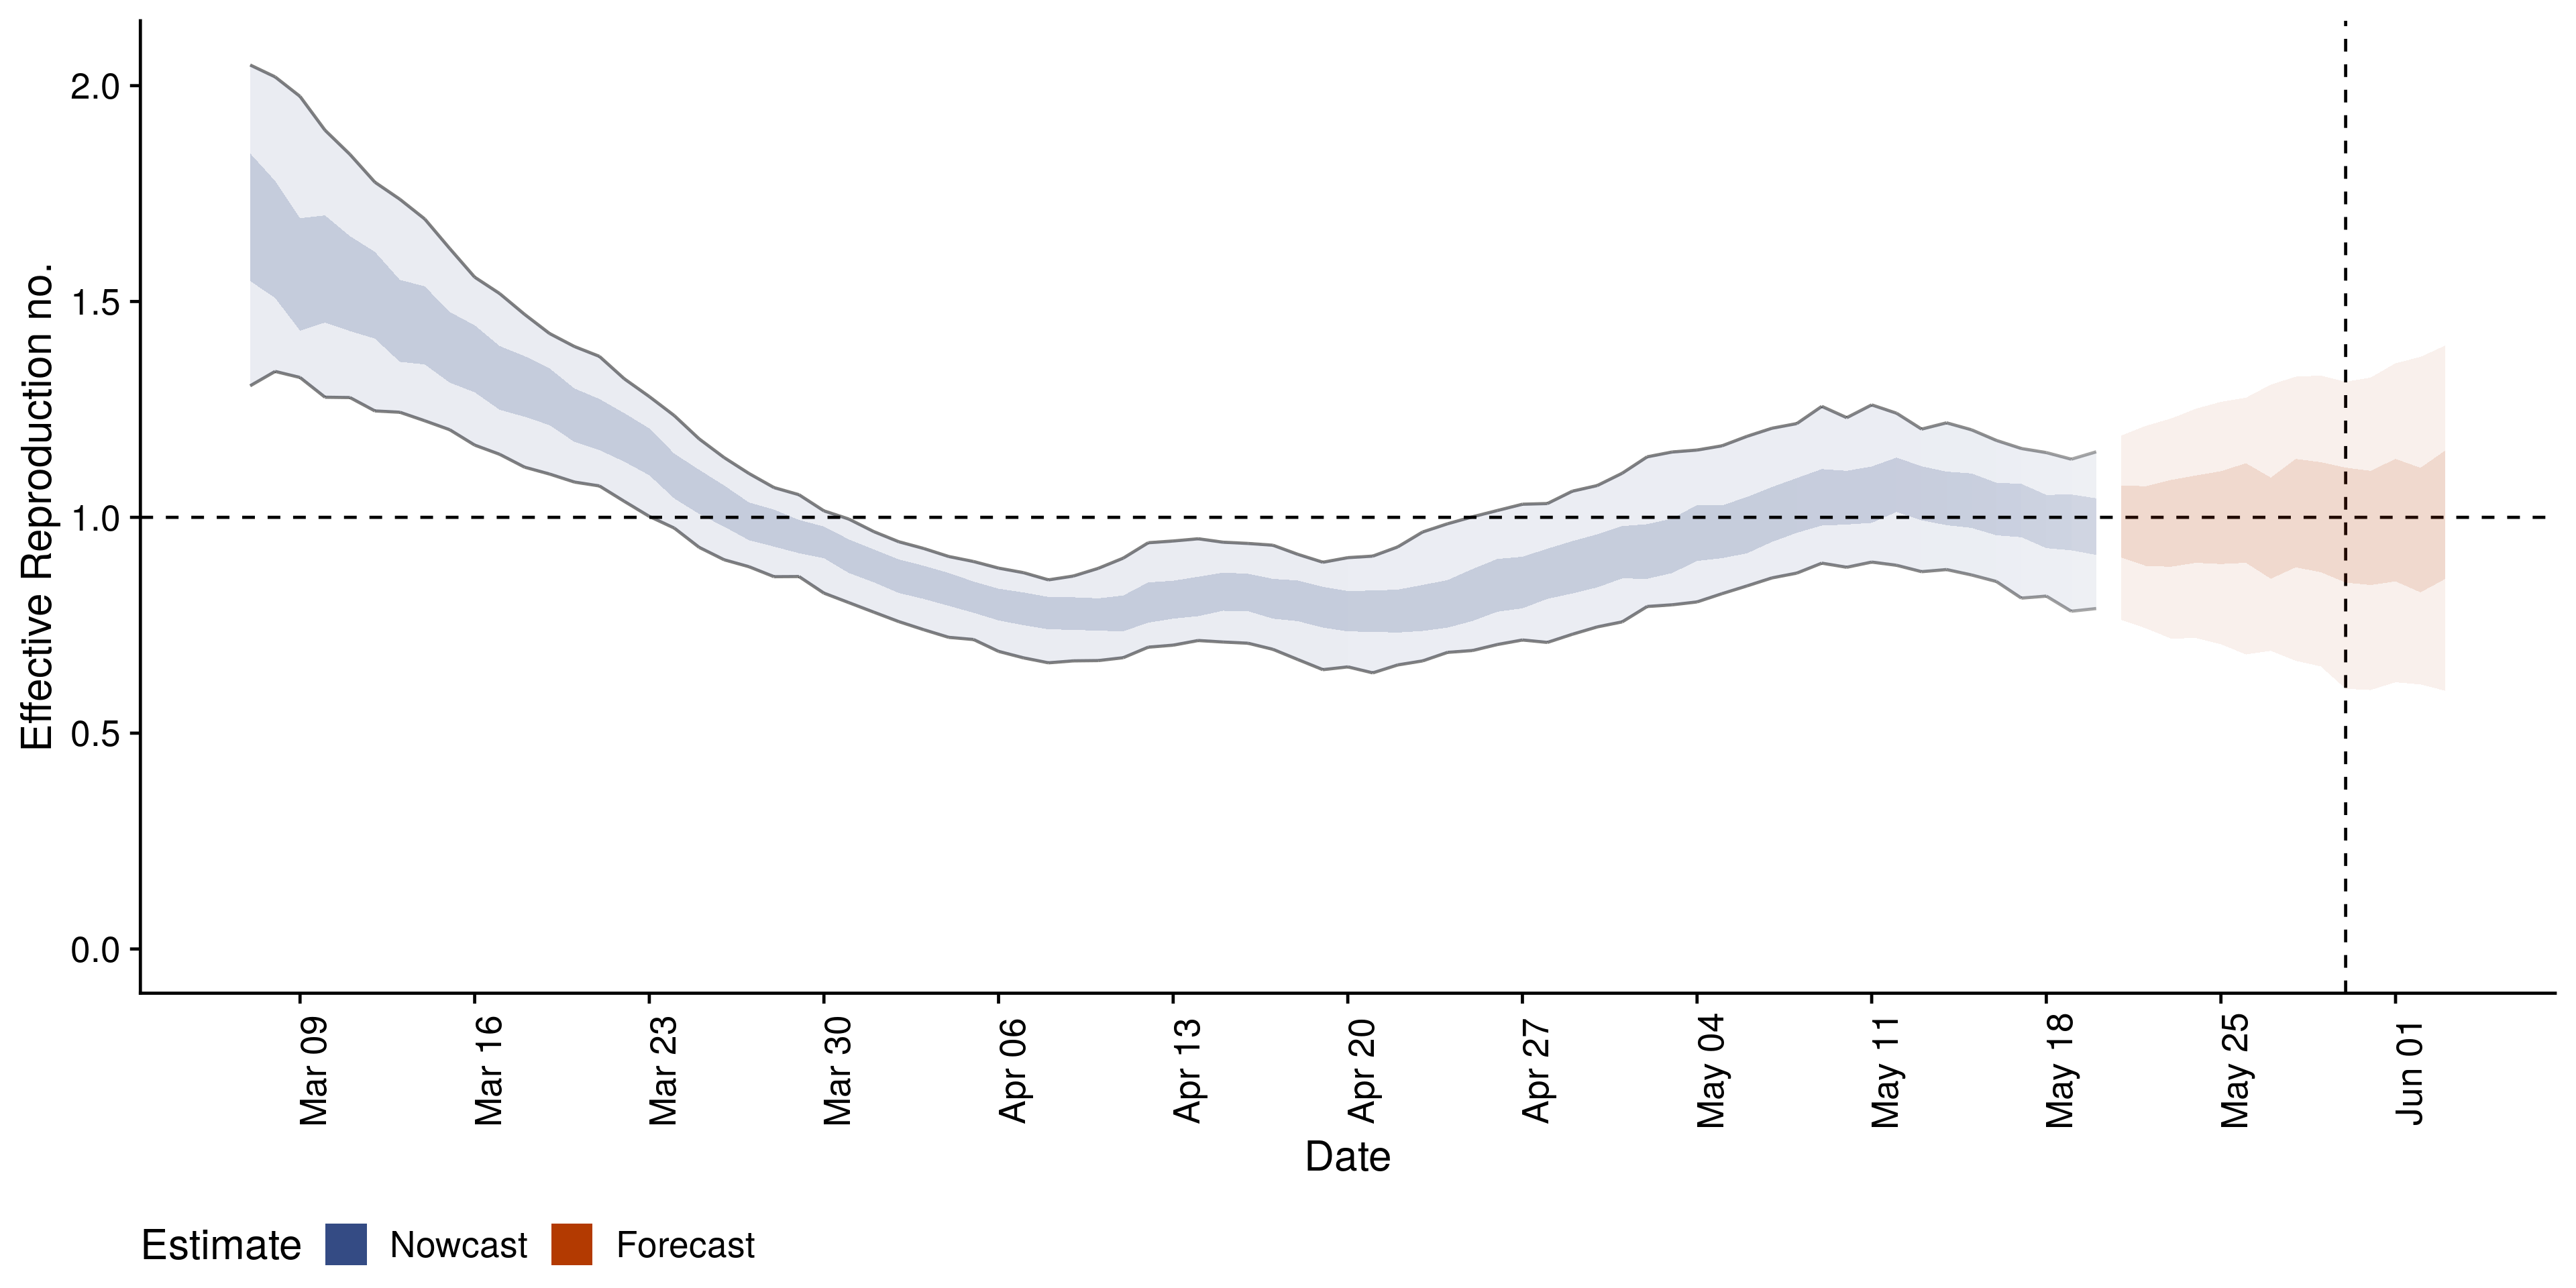 Effective Reproduction no.
2.0
1.5
1.0
0.5
0.0
Mar 09
Mar 16
Mar 23
Mar 30
Apr 06
Apr 13
Apr 20
Apr 27
May 04
May 11
May 18
May 25
Jun 01
Date
Estimate Nowcast Forecast